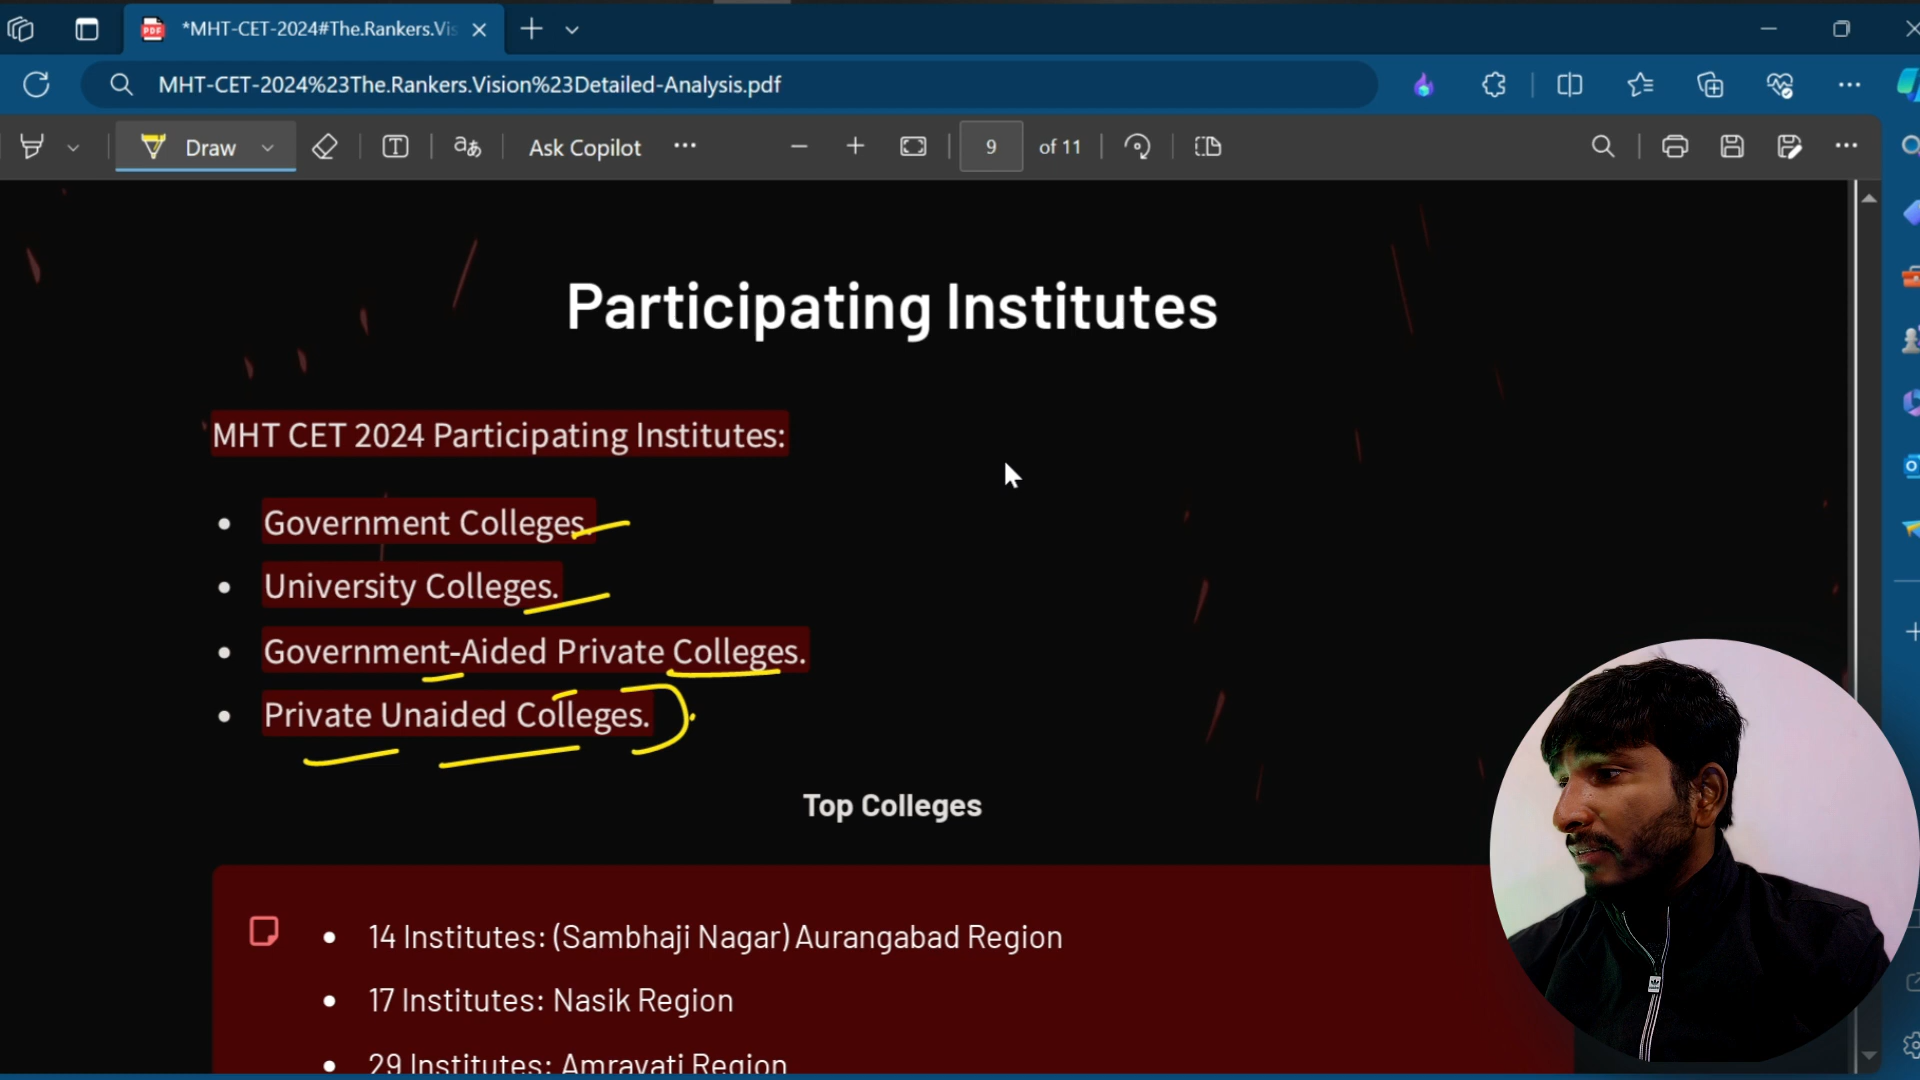 *MHT-CET-2024#The.Rankers.Vis
MHT-CET-2024%23The.Rankers.Vision%23Detailed-Analysis.pdf
Draw
Ask Copilot
9 of 11
Participating Institutes
MHT CET 2024 Participating Institutes:
• Government Colleges.
• University Colleges.
• Government-Aided Private Colleges.
• Private Unaided Colleges.
Top Colleges
• 14 Institutes: (Sambhaji Nagar) Aurangabad Region
• 17 Institutes: Nasik Region
• 29 Institutes: Amravati Region